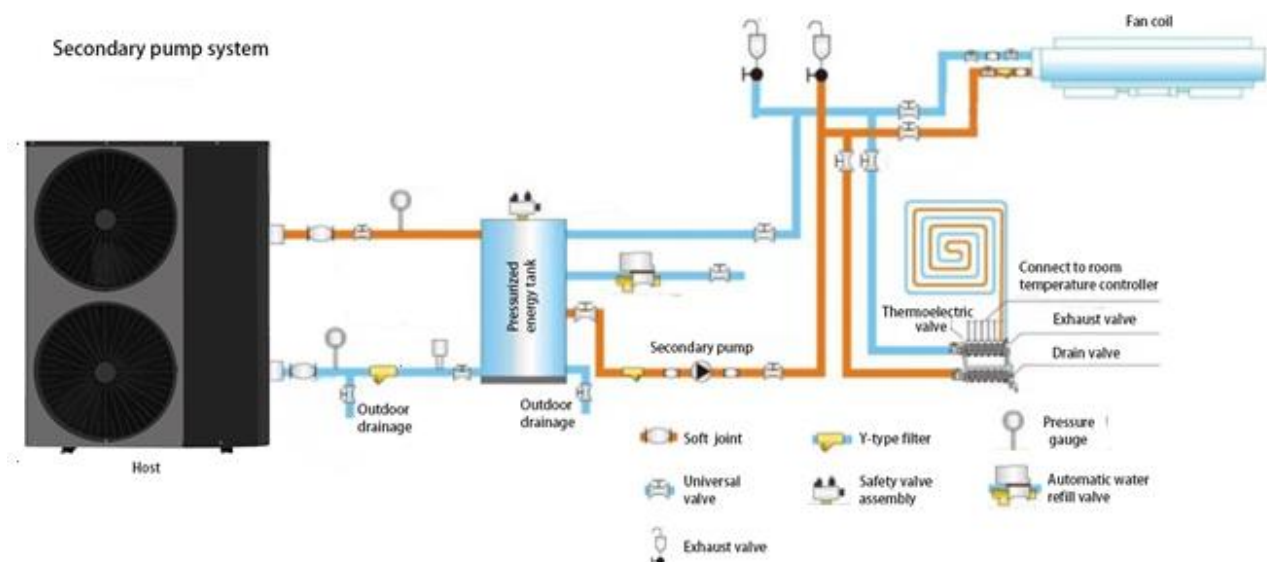 Secondary pump system
Fan coil
Pressurized
energy tank
Connect to room
temperature controller
Thermoelectric
valve
Exhaust valve
Drain valve
Secondary pump
Outdoor
drainage
Outdoor
drainage
Host
Soft joint
Y-type filter
Pressure
gauge
Universal
valve
Safety valve
assembly
Automatic water
refill valve
Exhaust valve